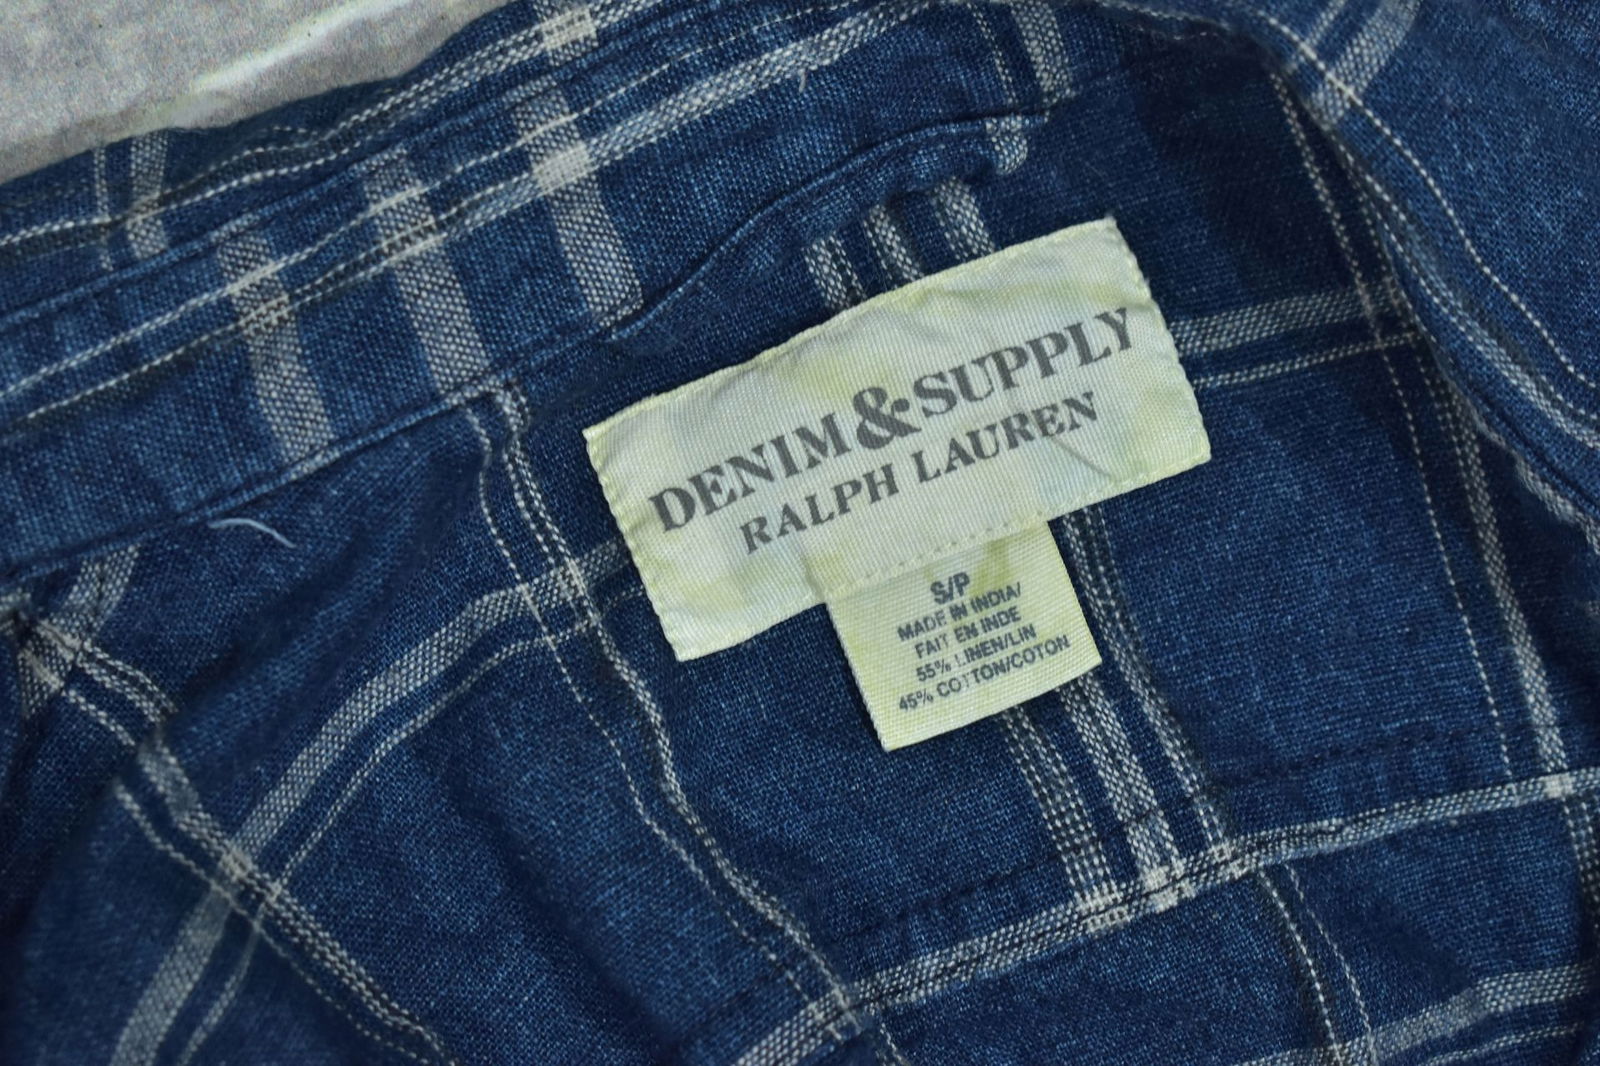 DENIM&SUPPLY
RALPH LAUREN
S/P
MADE IN INDIA/
FAIT EN INDE
55% LINEN/LIN
45% COTTON/COTON